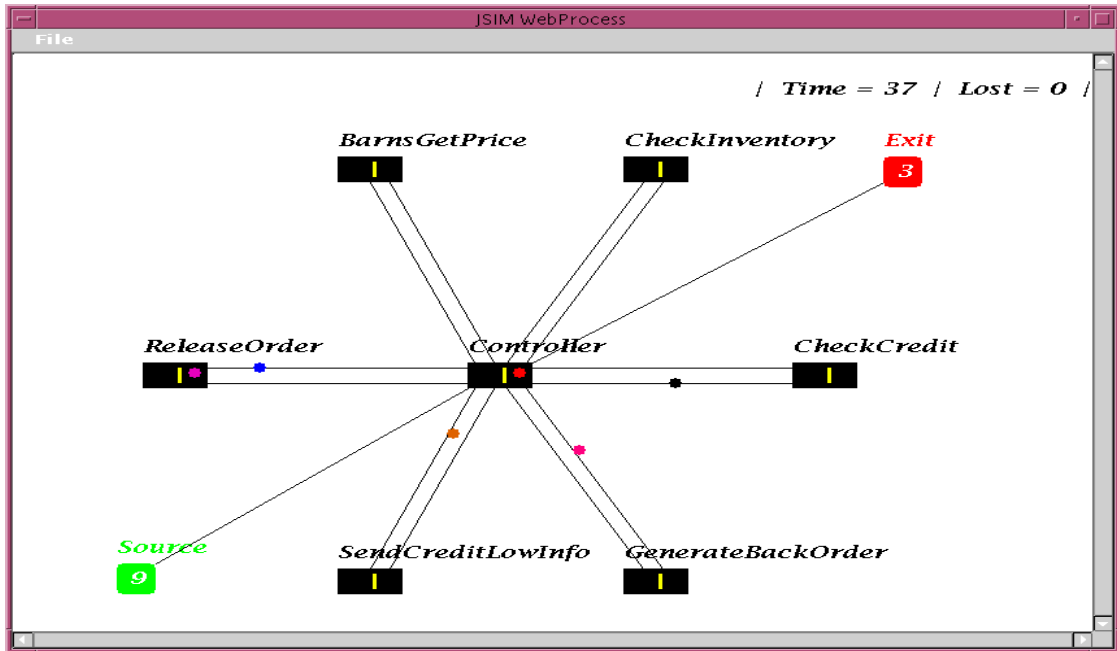 JSIM WebProcess
File
| Time = 37 | Lost = 0 |
BarnsGetPrice
CheckInventory
Exit
3
ReleaseOrder
Controller
CheckCredit
Source
9
SendCreditLowInfo
GenerateBackOrder